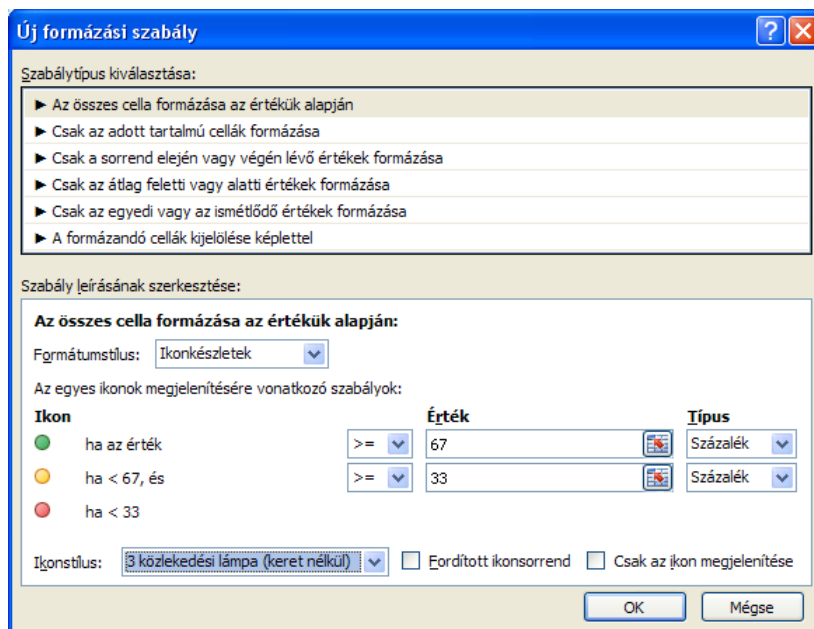 Új formázási szabály
Szabálytípus kiválasztása:
► Az összes cella formázása az értékük alapján
► Csak az adott tartalmú cellák formázása
► Csak a sorrend elején vagy végén lévő értékek formázása
► Csak az átlag feletti vagy alatti értékek formázása
► Csak az egyedi vagy az ismétlődő értékek formázása
► A formázandó cellák kijelölése képlettel
Szabály leírásának szerkesztése:
Az összes cella formázása az értékük alapján:
Formátumstílus: Ikonkészletek
Az egyes ikonok megjelenítésére vonatkozó szabályok:
Ikon Érték Típus
ha az érték >= 67 Százalék
ha < 67, és >= 33 Százalék
ha < 33
Ikonstílus: 3 közlekedési lámpa (keret nélkül) Fordított ikonsorrend Csak az ikon megjelenítése
OK Mégse